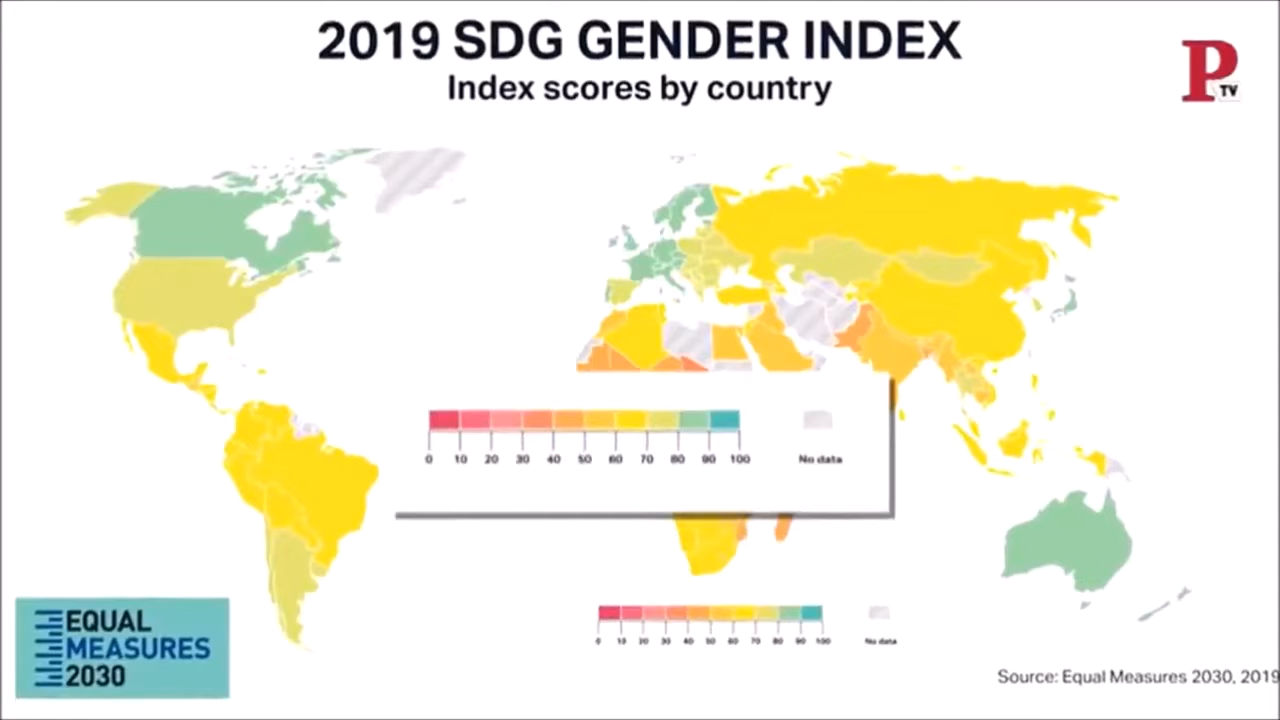 2019 SDG GENDER INDEX
Index scores by country
P
TV
0 10 20 30 40 50 60 70 80 90 100
No data
0 10 20 30 40 50 60 70 80 90 100
No data
EQUAL
MEASURES
2030
Source: Equal Measures 2030, 2019